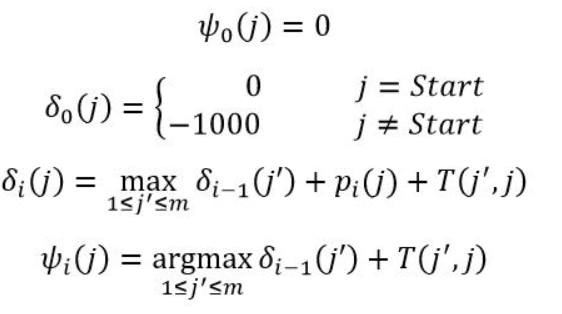 ψ₀(j) = 0
δ₀(j) = { 0 j = Start
−1000 j ≠ Start
δᵢ(j) = max δᵢ₋₁(j′) + pᵢ(j) + T(j′, j)
1≤j′≤m
ψᵢ(j) = argmax δᵢ₋₁(j′) + T(j′, j)
1≤j′≤m